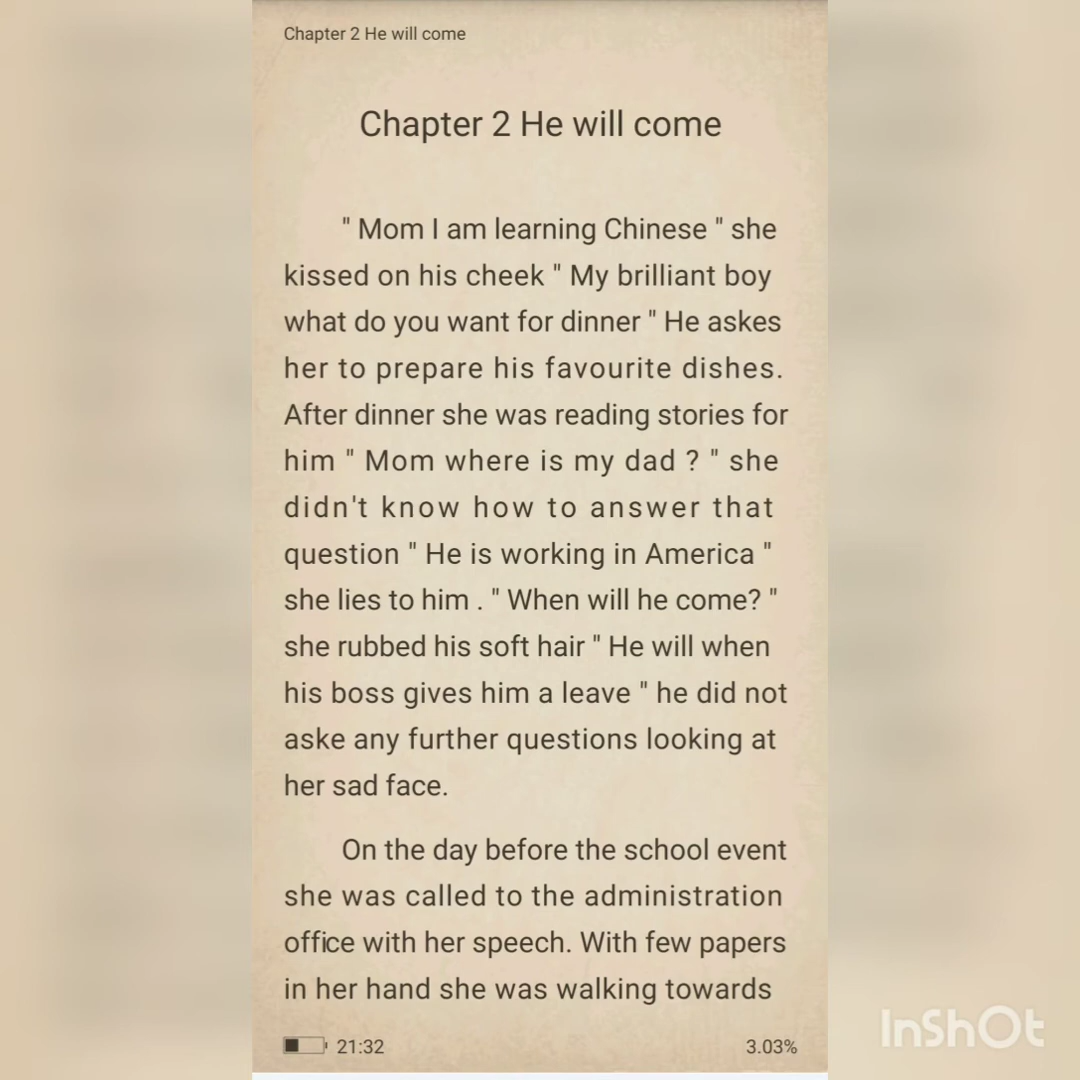 Chapter 2 He will come
Chapter 2 He will come
" Mom I am learning Chinese " she
kissed on his cheek " My brilliant boy
what do you want for dinner " He askes
her to prepare his favourite dishes.
After dinner she was reading stories for
him " Mom where is my dad ? " she
didn't know how to answer that
question " He is working in America "
she lies to him . " When will he come? "
she rubbed his soft hair " He will when
his boss gives him a leave " he did not
aske any further questions looking at
her sad face.
On the day before the school event
she was called to the administration
office with her speech. With few papers
in her hand she was walking towards
21:32
3.03%
InShOt